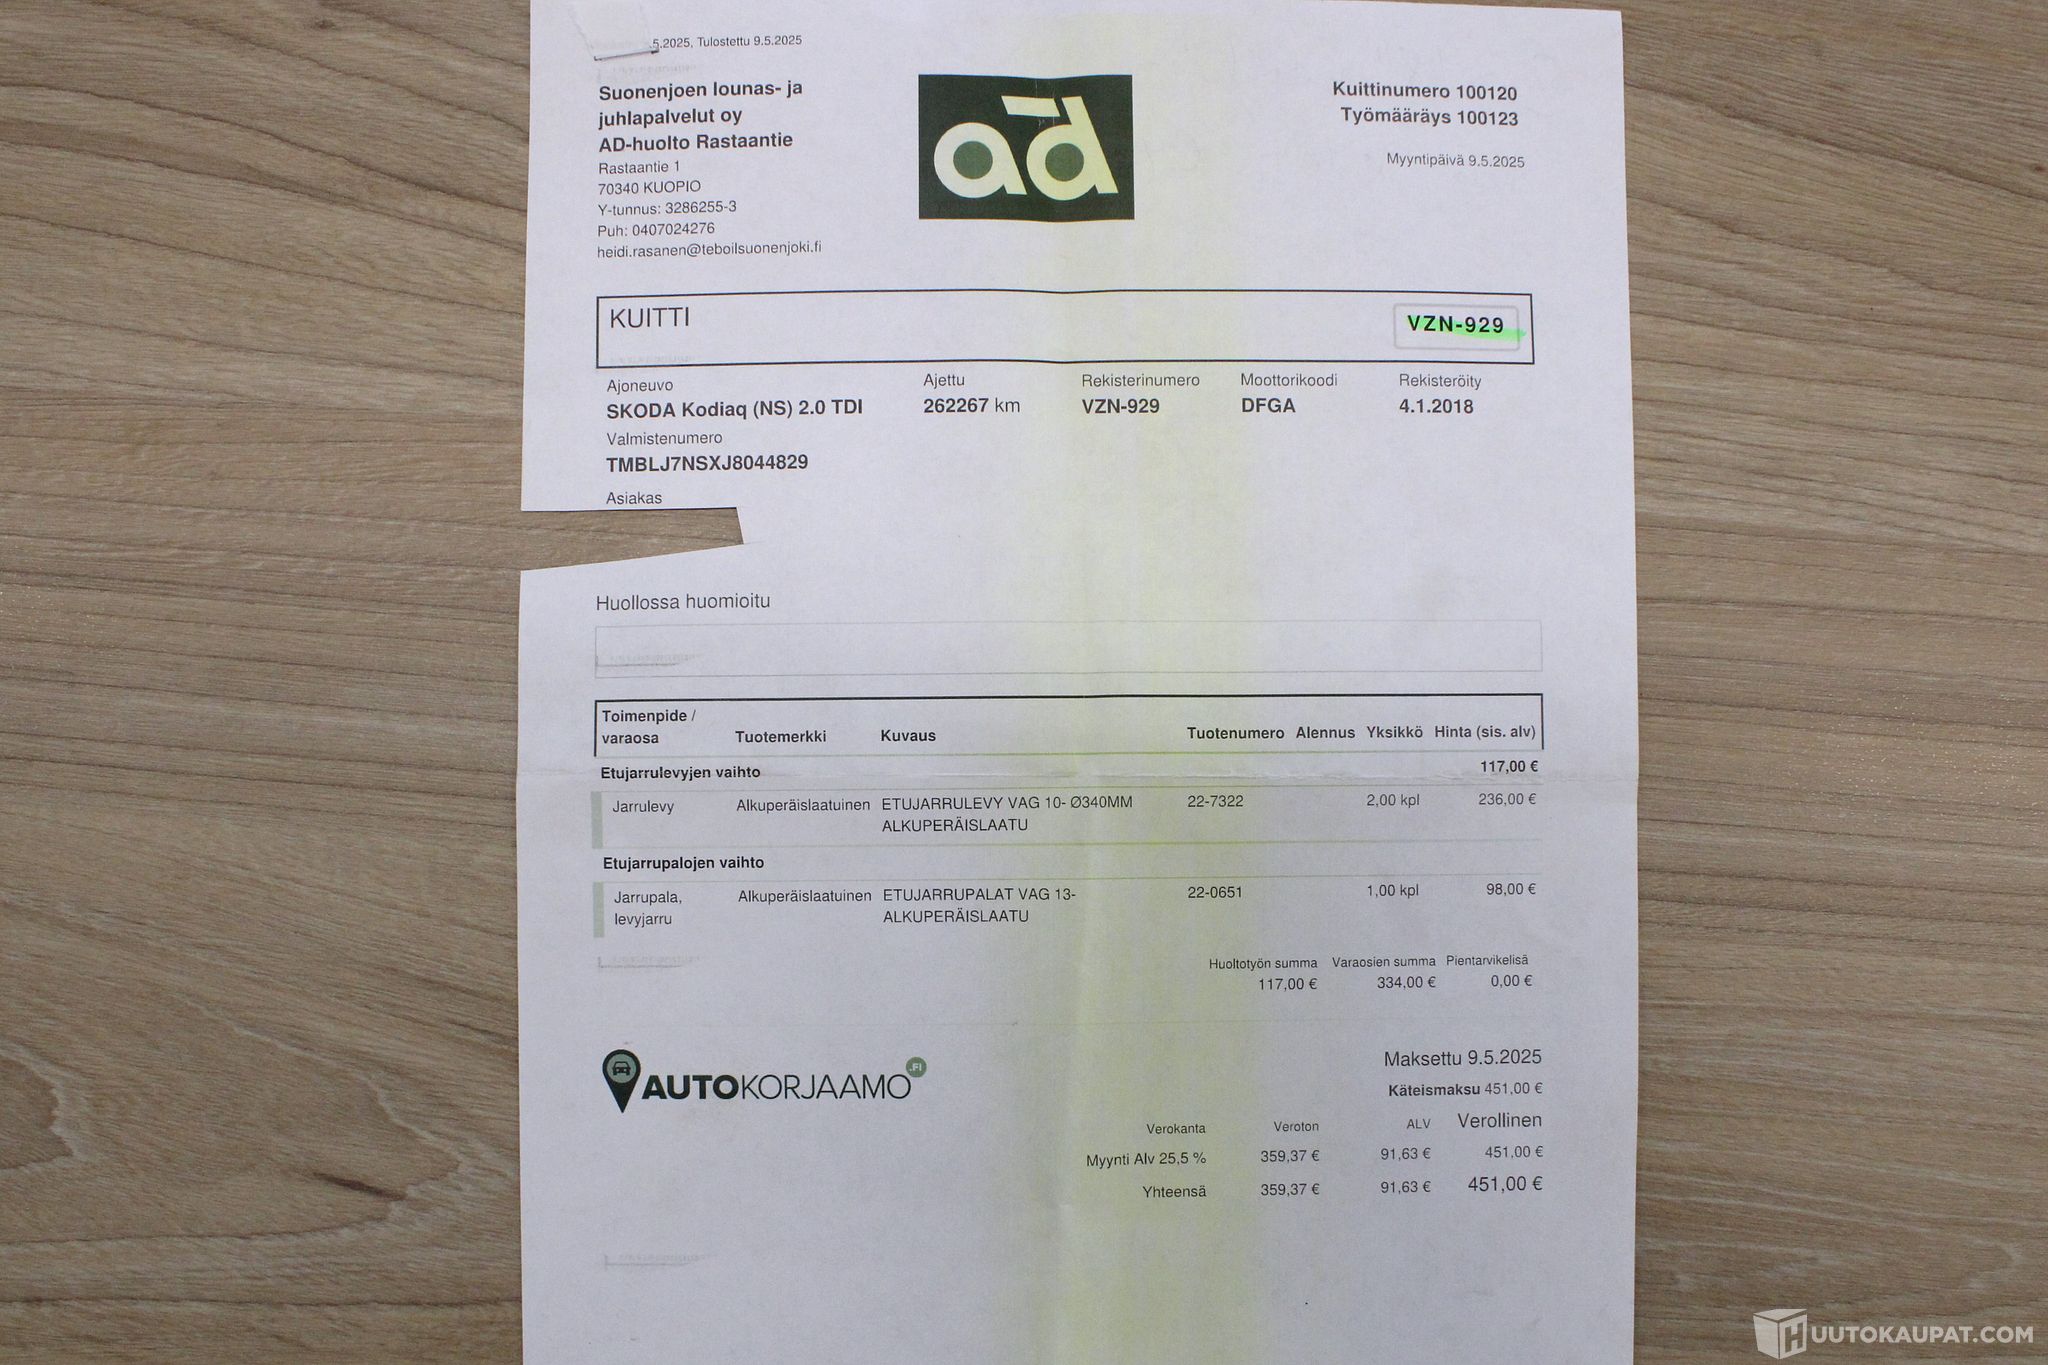 .5.2025, Tulostettu 9.5.2025
Suonenjoen lounas- ja
juhlapalvelut oy
AD-huolto Rastaantie
Rastaantie 1
70340 KUOPIO
Y-tunnus: 3286255-3
Puh: 0407024276
heidi.rasanen@teboilsuonenjoki.fi
ad
Kuittinumero 100120
Työmääräys 100123
Myyntipäivä 9.5.2025
KUITTI VZN-929
Ajoneuvo Ajettu Rekisterinumero Moottorikoodi Rekisteröity
SKODA Kodiaq (NS) 2.0 TDI 262267 km VZN-929 DFGA 4.1.2018
Valmistenumero
TMBLJ7NSXJ8044829
Asiakas
Huollossa huomioitu
Toimenpide /
varaosa Tuotemerkki Kuvaus Tuotenumero Alennus Yksikkö Hinta (sis. alv)
Etujarrulevyjen vaihto 117,00 €
Jarrulevy Alkuperäislaatuinen ETUJARRULEVY VAG 10- Ø340MM 22-7322 2,00 kpl 236,00 €
ALKUPERÄISLAATU
Etujarrupalojen vaihto
Jarrupala, Alkuperäislaatuinen ETUJARRUPALAT VAG 13- 22-0651 1,00 kpl 98,00 €
levyjarru ALKUPERÄISLAATU
Huoltotyön summa Varaosien summa Pientarvikelisä
117,00 € 334,00 € 0,00 €
AUTOKORJAAMO.FI
Maksettu 9.5.2025
Käteismaksu 451,00 €
Verokanta Veroton ALV Verollinen
Myynti Alv 25,5 % 359,37 € 91,63 € 451,00 €
Yhteensä 359,37 € 91,63 € 451,00 €
HUUTOKAUPAT.COM